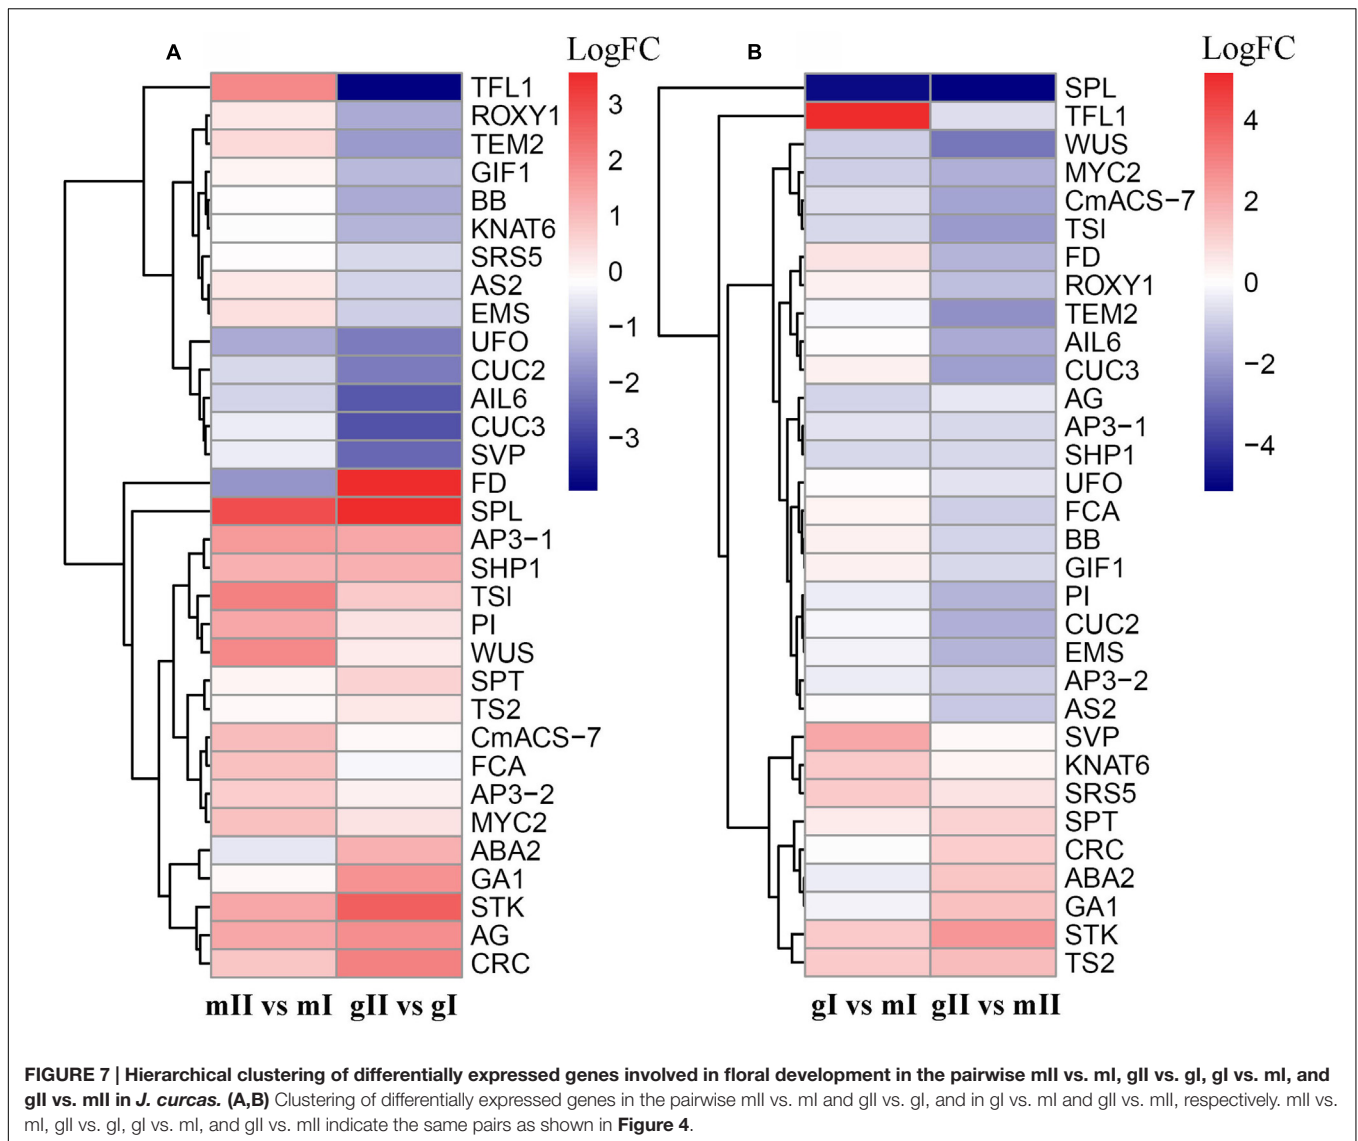 A
LogFC
TFL1
ROXY1
TEM2
GIF1
BB
KNAT6
SRS5
AS2
EMS
UFO
CUC2
AIL6
CUC3
SVP
FD
SPL
AP3−1
SHP1
TSI
PI
WUS
SPT
TS2
CmACS−7
FCA
AP3−2
MYC2
ABA2
GA1
STK
AG
CRC
3
2
1
0
−1
−2
−3
mII vs mI gII vs gI
B
LogFC
SPL
TFL1
WUS
MYC2
CmACS−7
TSI
FD
ROXY1
TEM2
AIL6
CUC3
AG
AP3−1
SHP1
UFO
FCA
BB
GIF1
PI
CUC2
EMS
AP3−2
AS2
SVP
KNAT6
SRS5
SPT
CRC
ABA2
GA1
STK
TS2
4
2
0
−2
−4
gI vs mI gII vs mII
FIGURE 7 | Hierarchical clustering of differentially expressed genes involved in floral development in the pairwise mII vs. mI, gII vs. gI, gI vs. mI, and
gII vs. mII in J. curcas. (A,B) Clustering of differentially expressed genes in the pairwise mII vs. mI and gII vs. gI, and in gI vs. mI and gII vs. mII, respectively. mII vs.
mI, gII vs. gI, gI vs. mI, and gII vs. mII indicate the same pairs as shown in Figure 4.